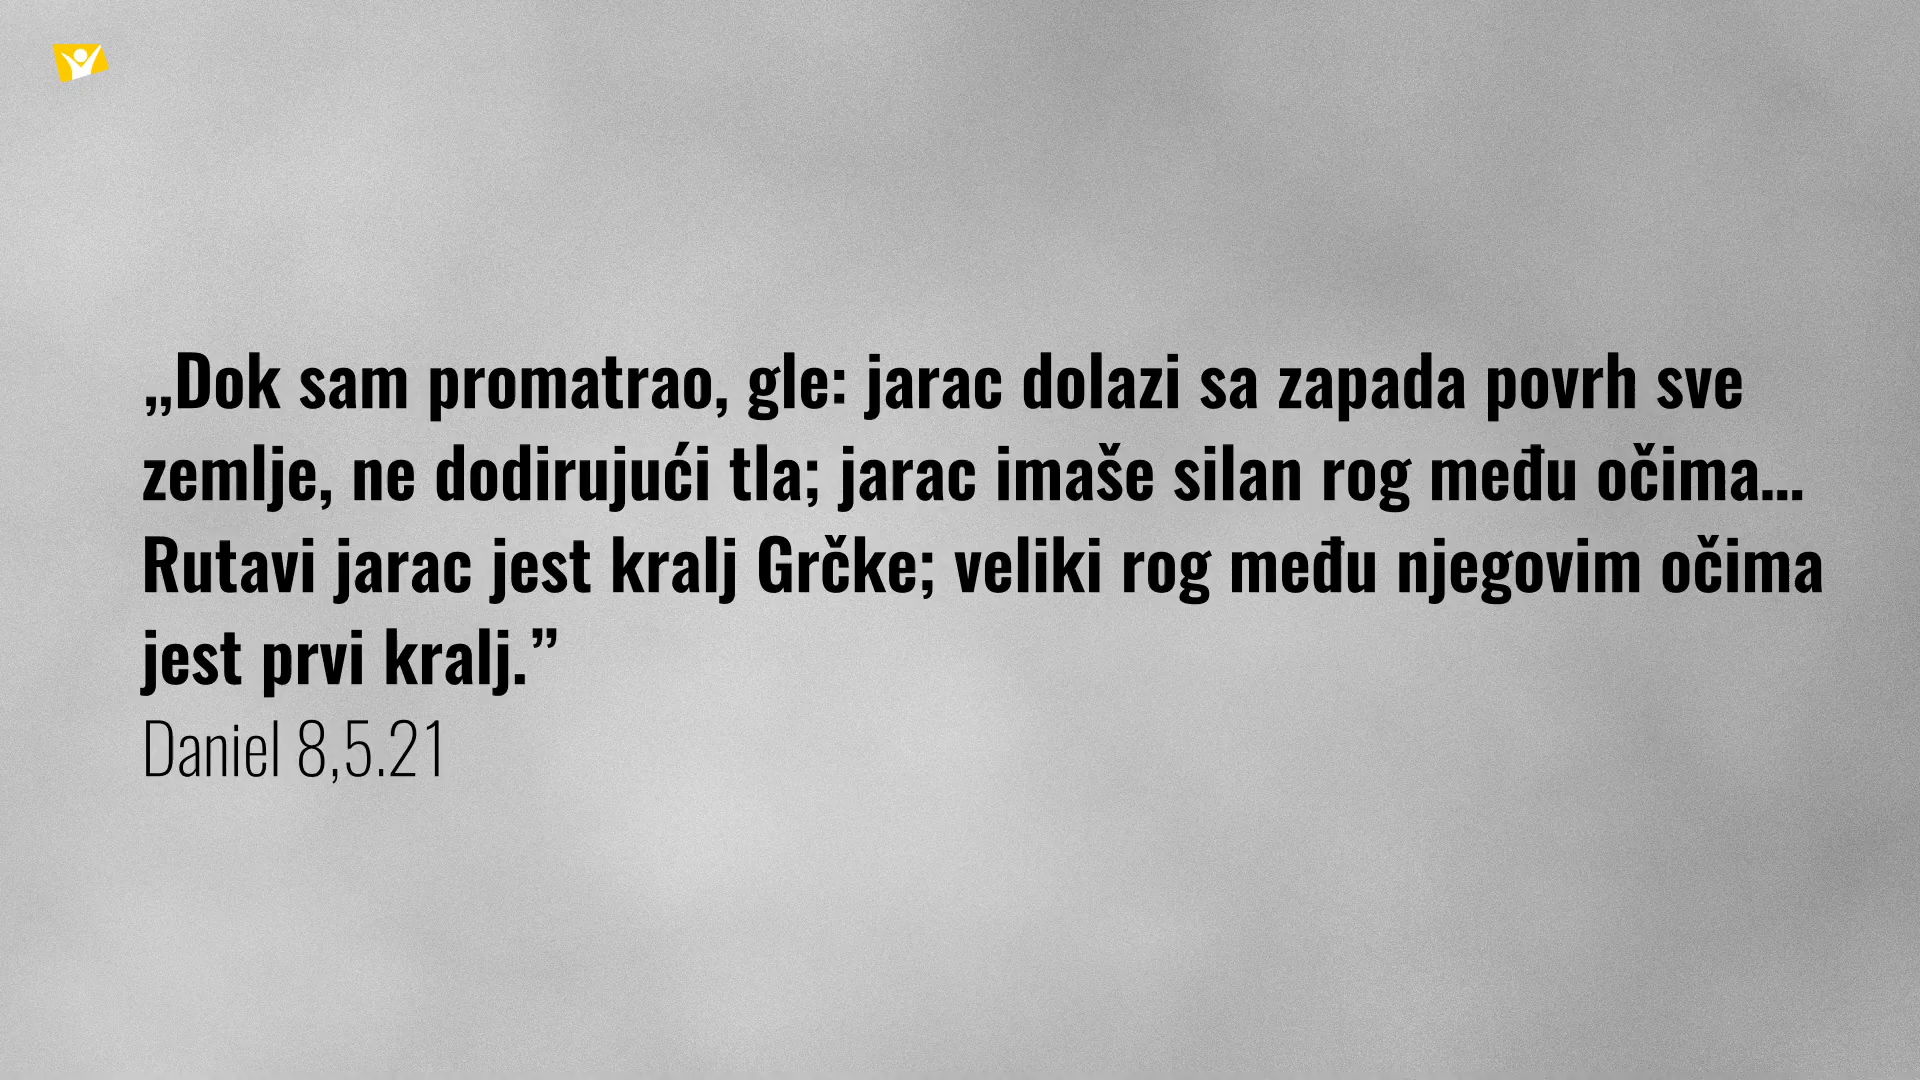 „Dok sam promatrao, gle: jarac dolazi sa zapada povrh sve
zemlje, ne dodirujući tla; jarac imaše silan rog među očima...
Rutavi jarac jest kralj Grčke; veliki rog među njegovim očima
jest prvi kralj.”
Daniel 8,5.21